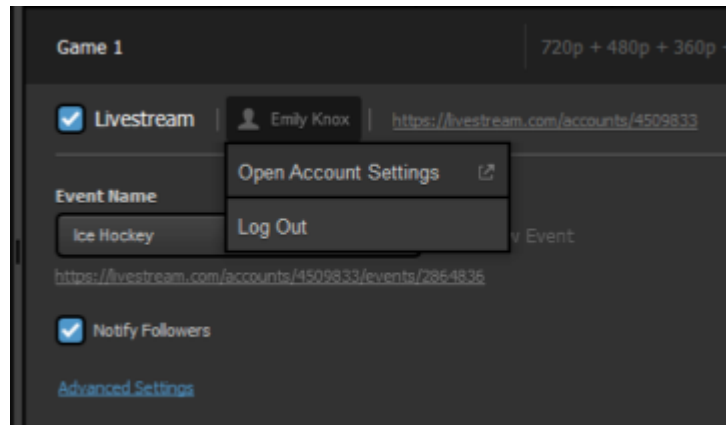 Game 1
720p + 480p + 360p +
Livestream | Emily Knox | https://livestream.com/accounts/4509833
Open Account Settings
Event Name
Log Out
Ice Hockey
Event
https://livestream.com/accounts/4509833/events/2864836
Notify Followers
Advanced Settings